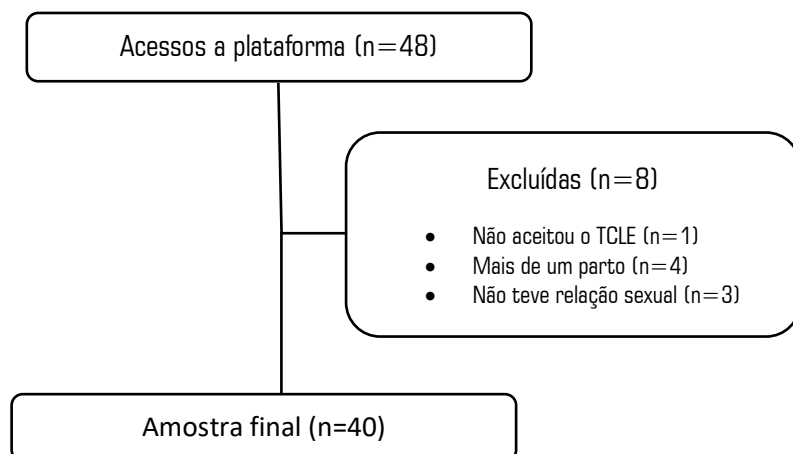 Acessos a plataforma (n=48)
Excluídas (n=8)
• Não aceitou o TCLE (n=1)
• Mais de um parto (n=4)
• Não teve relação sexual (n=3)
Amostra final (n=40)